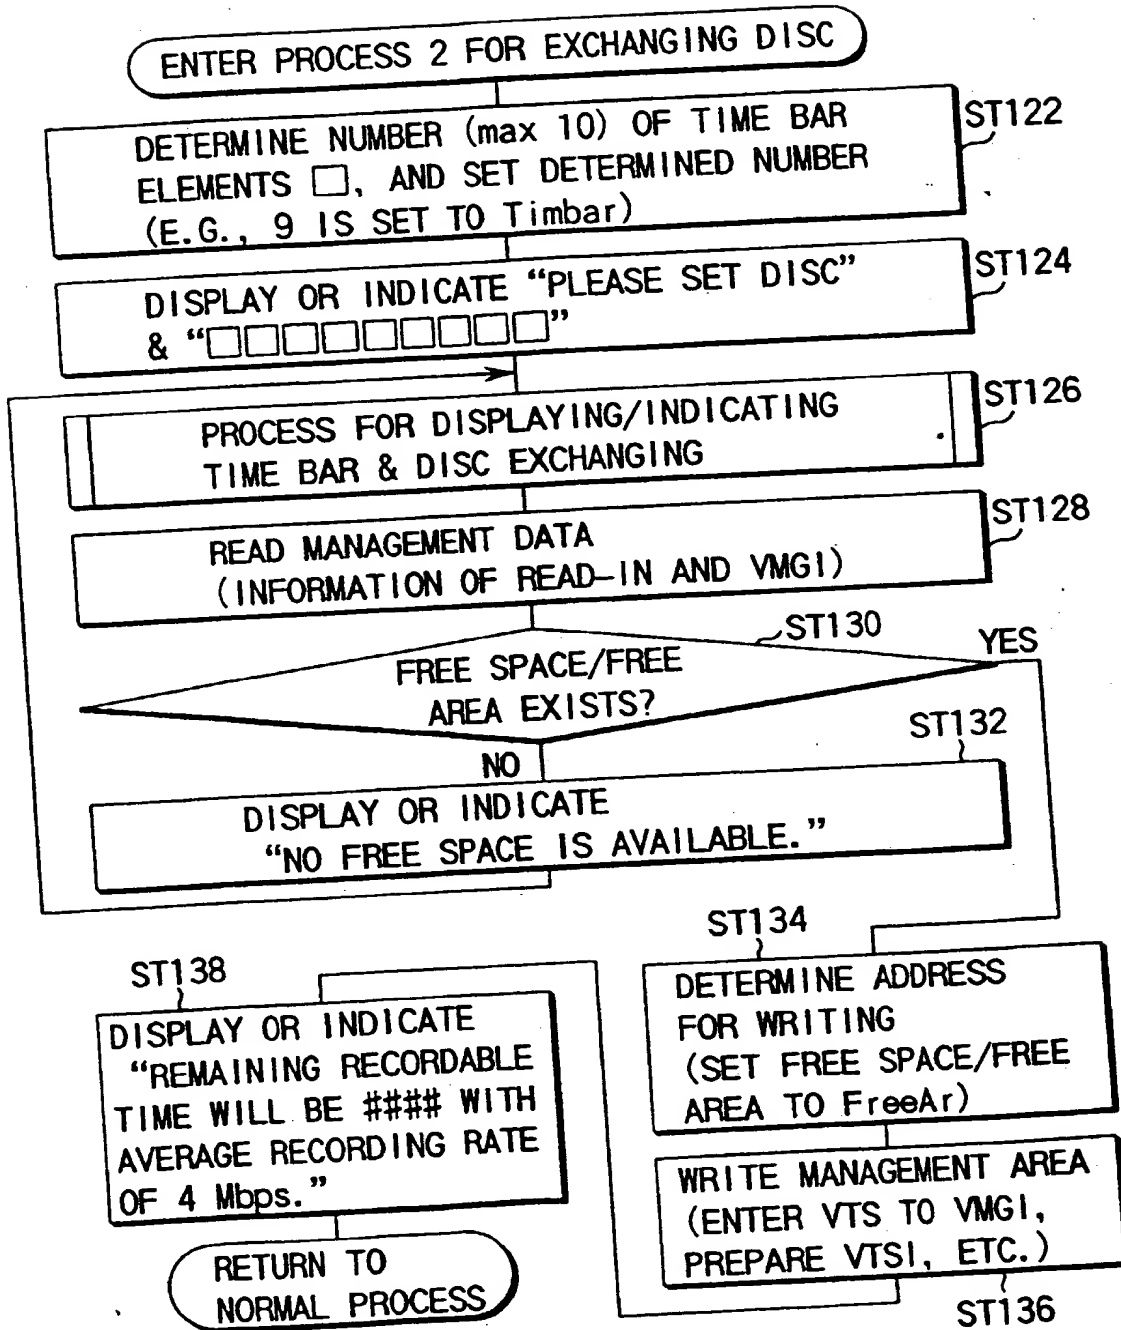 ENTER PROCESS 2 FOR EXCHANGING DISC
ST122
DETERMINE NUMBER (max 10) OF TIME BAR
ELEMENTS □, AND SET DETERMINED NUMBER
(E.G., 9 IS SET TO Timbar)
ST124
DISPLAY OR INDICATE “PLEASE SET DISC”
& “□□□□□□□□□”
ST126
PROCESS FOR DISPLAYING/INDICATING
TIME BAR & DISC EXCHANGING
ST128
READ MANAGEMENT DATA
(INFORMATION OF READ-IN AND VMGI)
ST130
YES
FREE SPACE/FREE
AREA EXISTS?
NO
ST132
DISPLAY OR INDICATE
“NO FREE SPACE IS AVAILABLE.”
ST134
DETERMINE ADDRESS
FOR WRITING
(SET FREE SPACE/FREE
AREA TO FreeAr)
WRITE MANAGEMENT AREA
(ENTER VTS TO VMGI,
PREPARE VTSI, ETC.)
ST136
ST138
DISPLAY OR INDICATE
“REMAINING RECORDABLE
TIME WILL BE #### WITH
AVERAGE RECORDING RATE
OF 4 Mbps.”
RETURN TO
NORMAL PROCESS